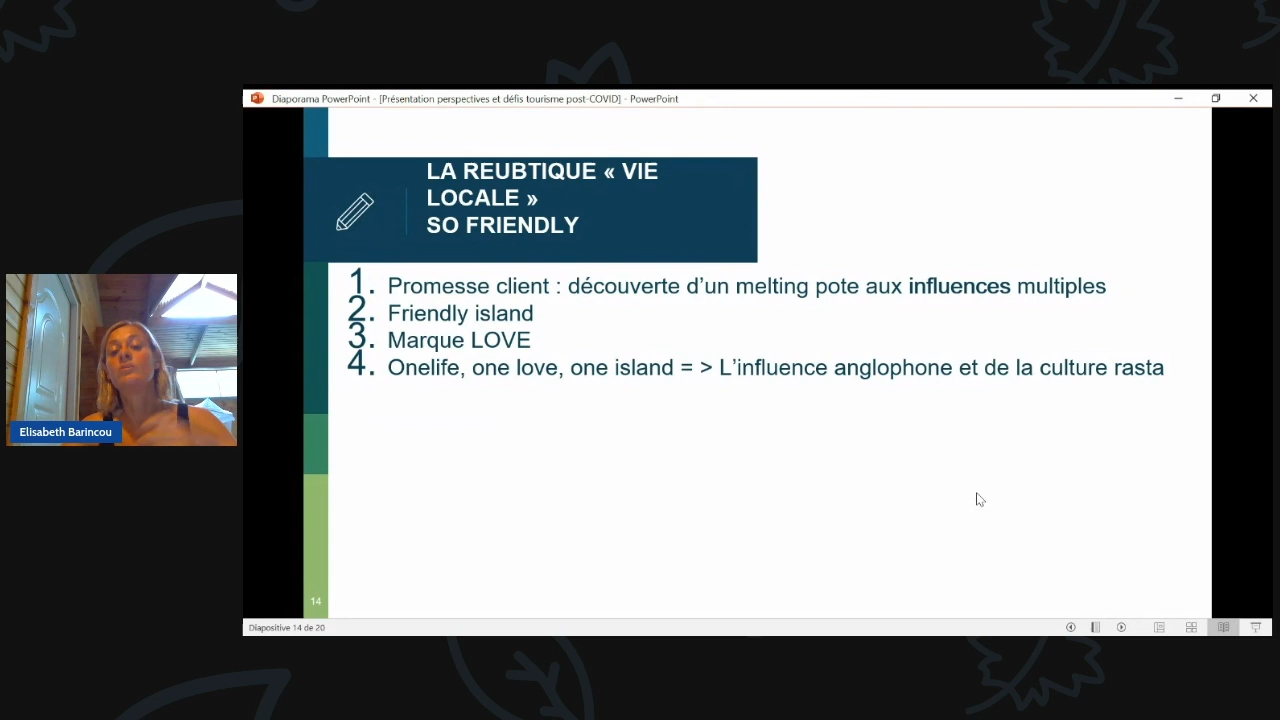 Diaporama PowerPoint - [Présentation perspectives et défis tourisme post-COVID] - PowerPoint
LA REUBTIQUE « VIE
LOCALE »
SO FRIENDLY
1. Promesse client : découverte d’un melting pote aux influences multiples
2. Friendly island
3. Marque LOVE
4. Onelife, one love, one island = > L’influence anglophone et de la culture rasta
Elisabeth Barincou
14
Diapositive 14 de 20